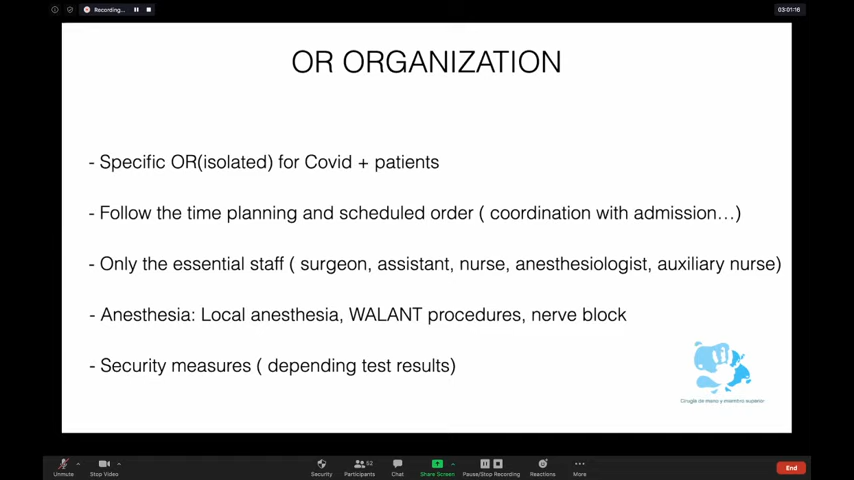 Recording...
03:01:16
OR ORGANIZATION
- Specific OR(isolated) for Covid + patients
- Follow the time planning and scheduled order ( coordination with admission...)
- Only the essential staff ( surgeon, assistant, nurse, anesthesiologist, auxiliary nurse)
- Anesthesia: Local anesthesia, WALANT procedures, nerve block
- Security measures ( depending test results)
Cirugía de mano y miembro superior
52
Unmute Stop Video Security Participants Chat Share Screen Pause/Stop Recording Reactions More End